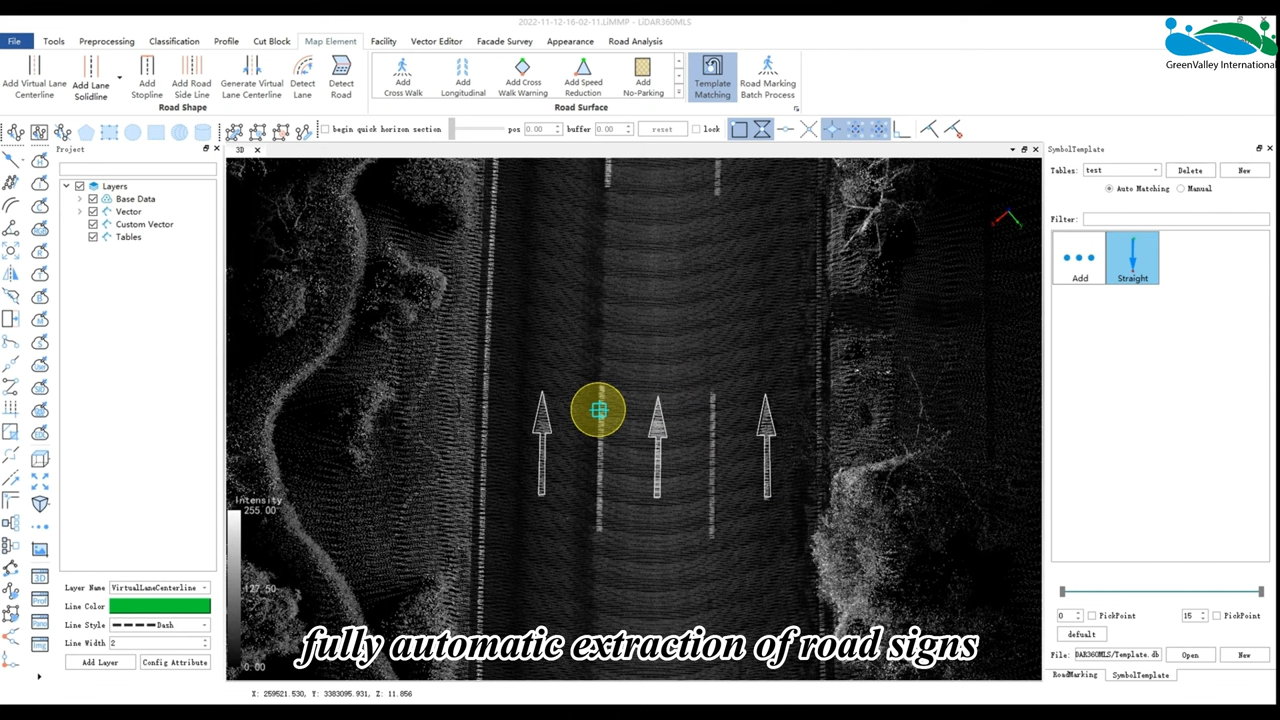 2022-11-12-16-02-11.LiMMP - LiDAR360MLS
GreenValley International
File Tools Preprocessing Classification Profile Cut Block Map Element Facility Vector Editor Facade Survey Appearance Road Analysis
Add Virtual Lane Centerline
Add Lane Solidline
Add Stopline
Add Road Side Line
Generate Virtual Lane Centerline
Detect Lane
Detect Road
Road Shape
Add Cross Walk
Add Longitudinal
Add Cross Walk Warning
Add Speed Reduction
Add No-Parking
Template Matching
Road Marking Batch Process
Road Surface
begin quick horizon section pos 0.00 buffer 0.00 reset lock
Project
Layers
Base Data
Vector
Custom Vector
Tables
Layer Name VirtualLaneCenterline
Line Color
Line Style Dash
Line Width 2
Add Layer Config Attribute
3D
Intensity
255.00
127.50
0.00
fully automatic extraction of road signs
X: 259521.530, Y: 3383095.931, Z: 11.856
SymbolTemplate
Tables: test Delete New
Auto Matching Manual
Filter:
Add Straight
0 PickPoint 15 PickPoint
defualt
File: DAR360MLS/Template.db Open New
RoadMarking SymbolTemplate